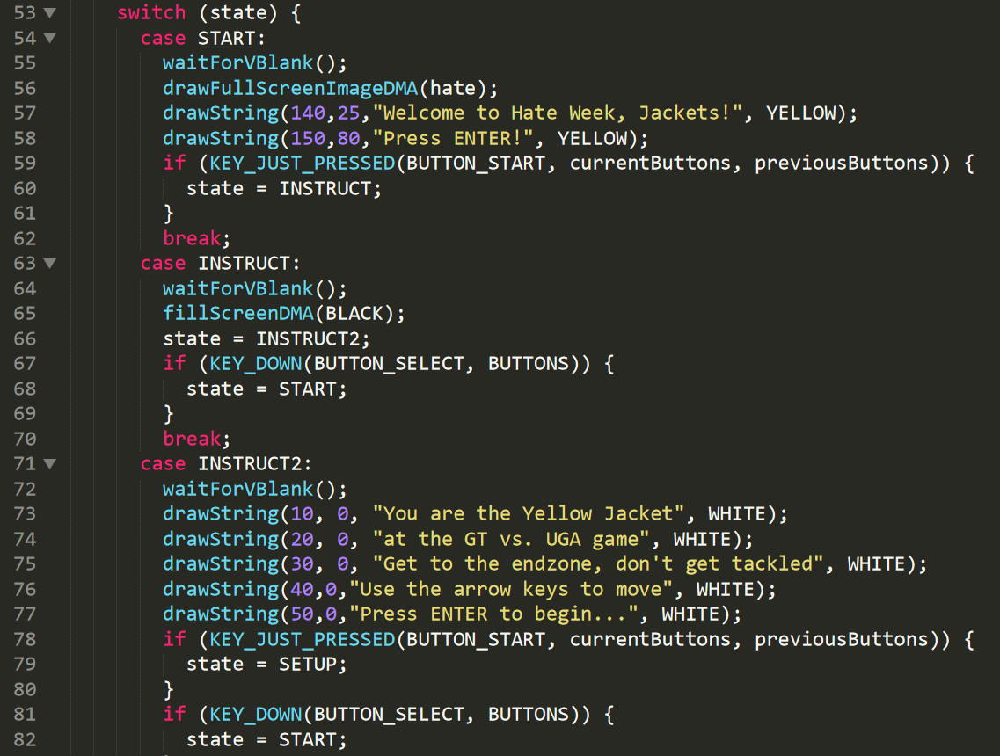 53 switch (state) {
54 case START:
55 waitForVBlank();
56 drawFullScreenImageDMA(hate);
57 drawString(140,25,"Welcome to Hate Week, Jackets!", YELLOW);
58 drawString(150,80,"Press ENTER!", YELLOW);
59 if (KEY_JUST_PRESSED(BUTTON_START, currentButtons, previousButtons)) {
60 state = INSTRUCT;
61 }
62 break;
63 case INSTRUCT:
64 waitForVBlank();
65 fillScreenDMA(BLACK);
66 state = INSTRUCT2;
67 if (KEY_DOWN(BUTTON_SELECT, BUTTONS)) {
68 state = START;
69 }
70 break;
71 case INSTRUCT2:
72 waitForVBlank();
73 drawString(10, 0, "You are the Yellow Jacket", WHITE);
74 drawString(20, 0, "at the GT vs. UGA game", WHITE);
75 drawString(30, 0, "Get to the endzone, don't get tackled", WHITE);
76 drawString(40,0,"Use the arrow keys to move", WHITE);
77 drawString(50,0,"Press ENTER to begin...", WHITE);
78 if (KEY_JUST_PRESSED(BUTTON_START, currentButtons, previousButtons)) {
79 state = SETUP;
80 }
81 if (KEY_DOWN(BUTTON_SELECT, BUTTONS)) {
82 state = START;